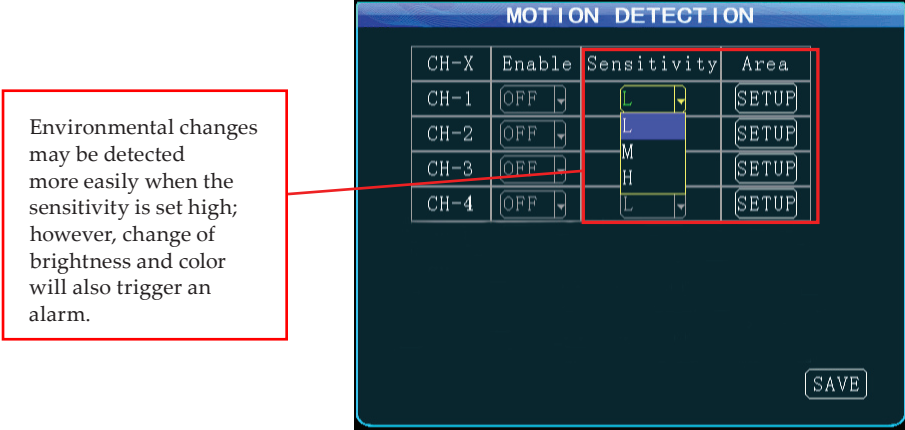 MOTION DETECTION
CH-X Enable Sensitivity Area
CH-1 OFF L SETUP
CH-2 OFF L SETUP
CH-3 OFF M SETUP
H
CH-4 OFF L SETUP
SAVE
Environmental changes
may be detected
more easily when the
sensitivity is set high;
however, change of
brightness and color
will also trigger an
alarm.